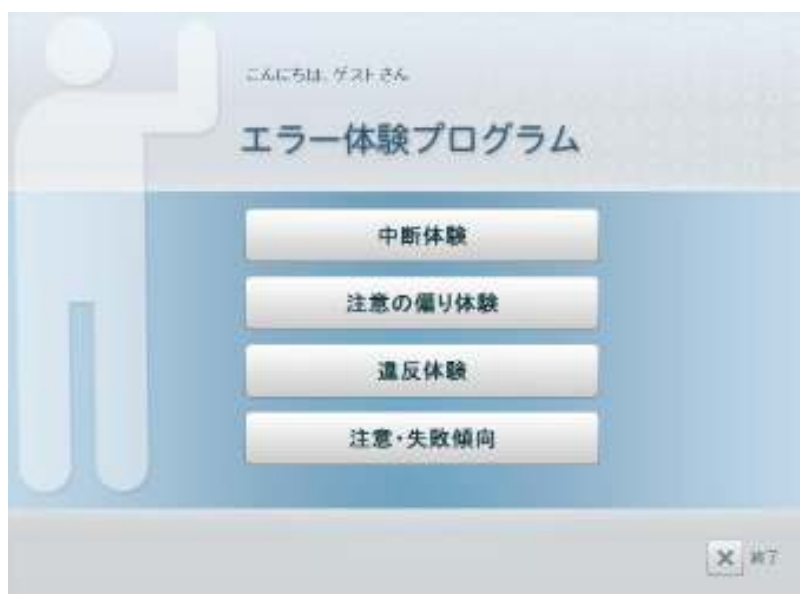 こんにちは、ゲストさん
エラー体験プログラム
中断体験
注意の偏り体験
違反体験
注意・失敗傾向
終了